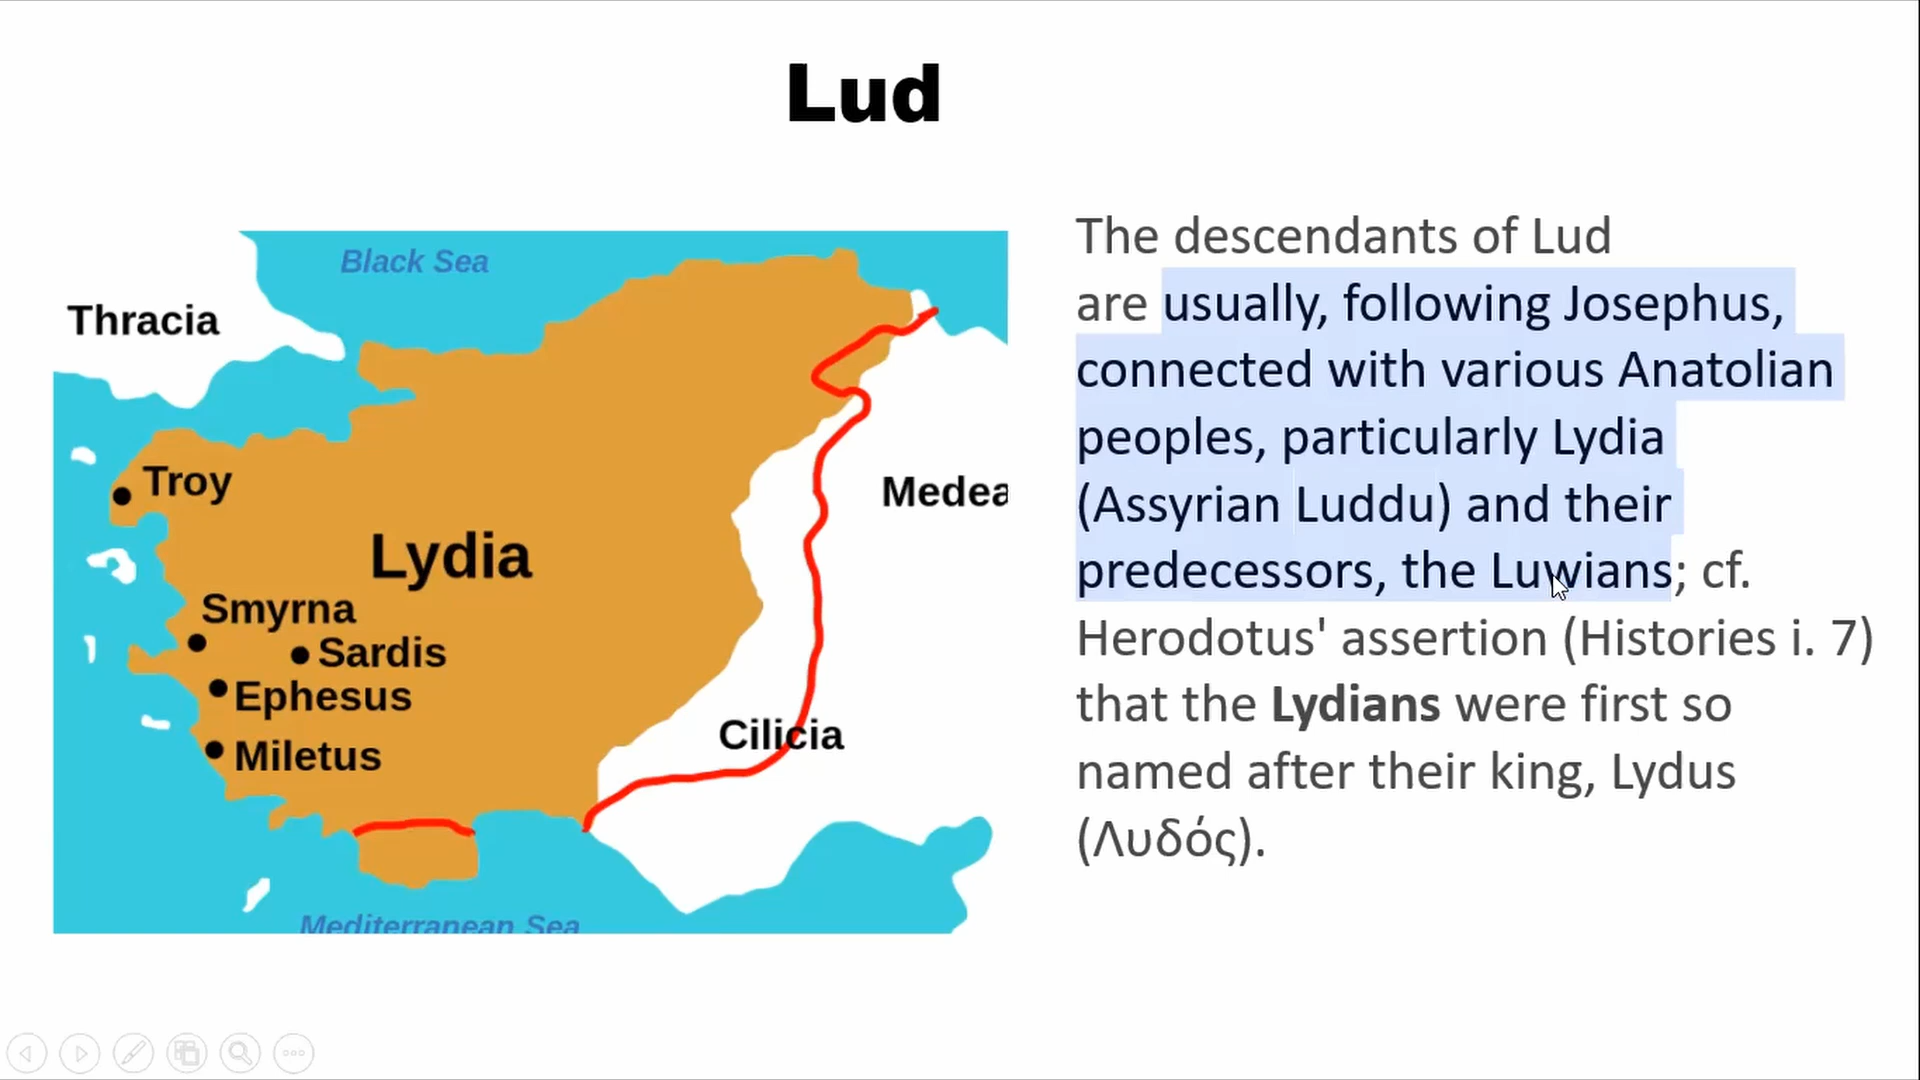 Lud
Black Sea
Thracia
Troy
Lydia
Medea
Smyrna
Sardis
Ephesus
Cilicia
Miletus
Mediterranean Sea
The descendants of Lud
are usually, following Josephus,
connected with various Anatolian
peoples, particularly Lydia
(Assyrian Luddu) and their
predecessors, the Luwians; cf.
Herodotus' assertion (Histories i. 7)
that the Lydians were first so
named after their king, Lydus
(Λυδός).